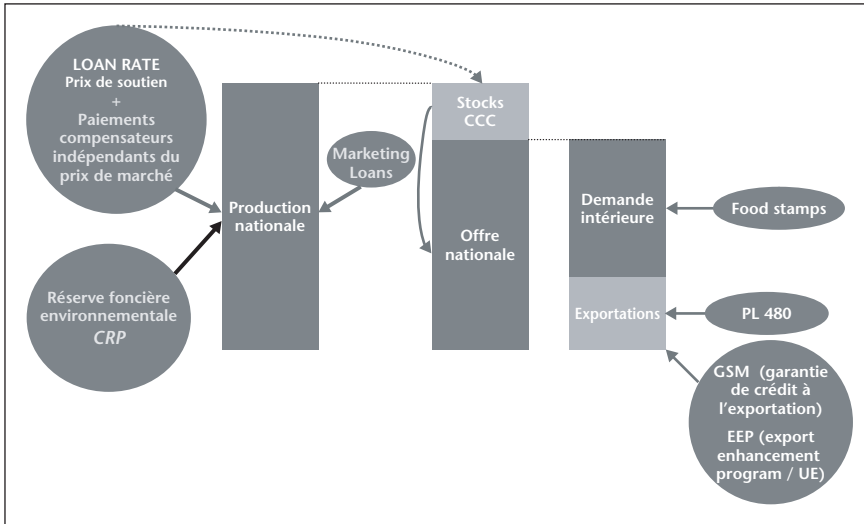 LOAN RATE
Prix de soutien
+
Paiements
compensateurs
indépendants du
prix de marché
Réserve foncière
environnementale
CRP
Production
nationale
Marketing
Loans
Stocks
CCC
Offre
nationale
Demande
intérieure
Exportations
Food stamps
PL 480
GSM (garantie
de crédit à
l'exportation)
EEP (export
enhancement
program / UE)